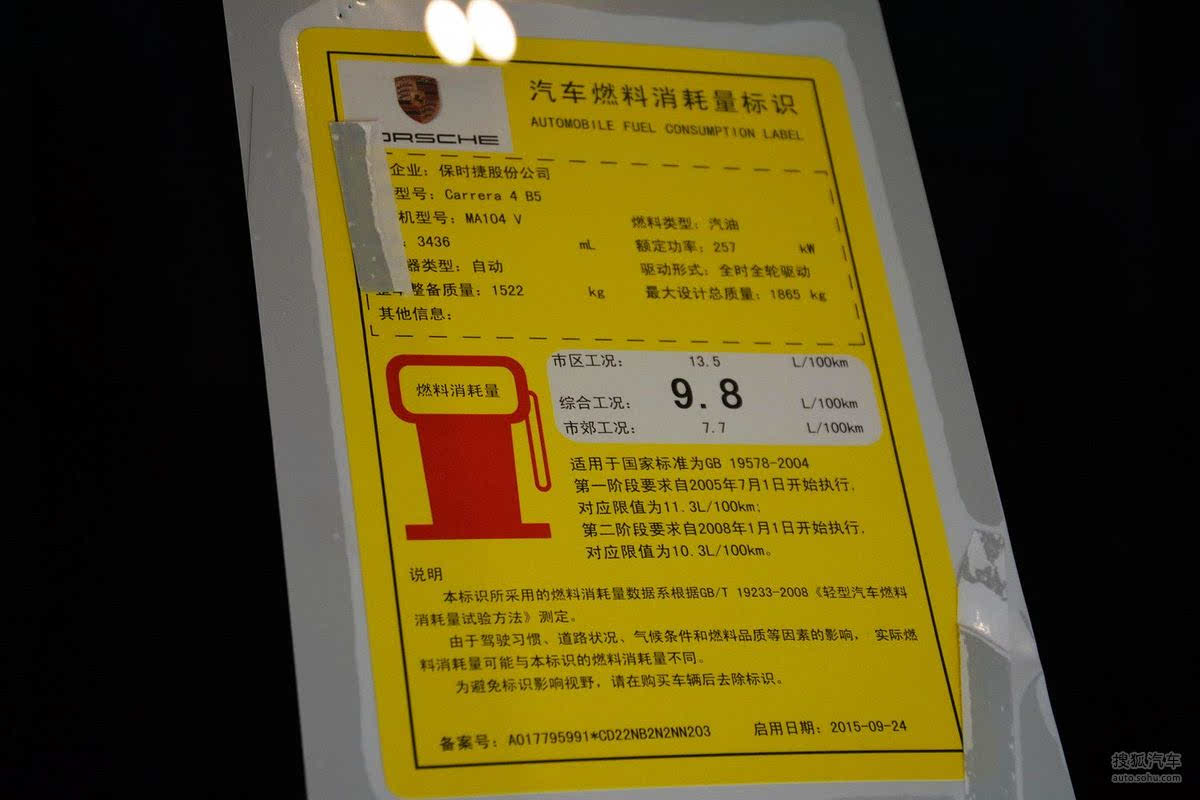 汽车燃料消耗量标识
AUTOMOBILE FUEL CONSUMPTION LABEL
ORSCHE
企业：保时捷股份公司
型号：Carrera 4 B5
机型号：MA104 V
燃料类型：汽油
：3436 mL 额定功率：257 kW
器类型：自动 驱动形式：全时全轮驱动
整备质量：1522 kg 最大设计总质量：1865 kg
其他信息：
燃料消耗量
市区工况： 13.5 L/100km
综合工况： 9.8 L/100km
市郊工况： 7.7 L/100km
适用于国家标准为GB 19578-2004
第一阶段要求自2005年7月1日开始执行，
对应限值为11.3L/100km；
第二阶段要求自2008年1月1日开始执行，
对应限值为10.3L/100km。
说明
本标识所采用的燃料消耗量数据系根据GB/T 19233-2008《轻型汽车燃料
消耗量试验方法》测定。
由于驾驶习惯、道路状况、气候条件和燃料品质等因素的影响， 实际燃
料消耗量可能与本标识的燃料消耗量不同。
为避免标识影响视野，请在购买车辆后去除标识。
备案号：A017795991*CD22NB2N2NN203 启用日期：2015-09-24
搜狐汽车
auto.sohu.com